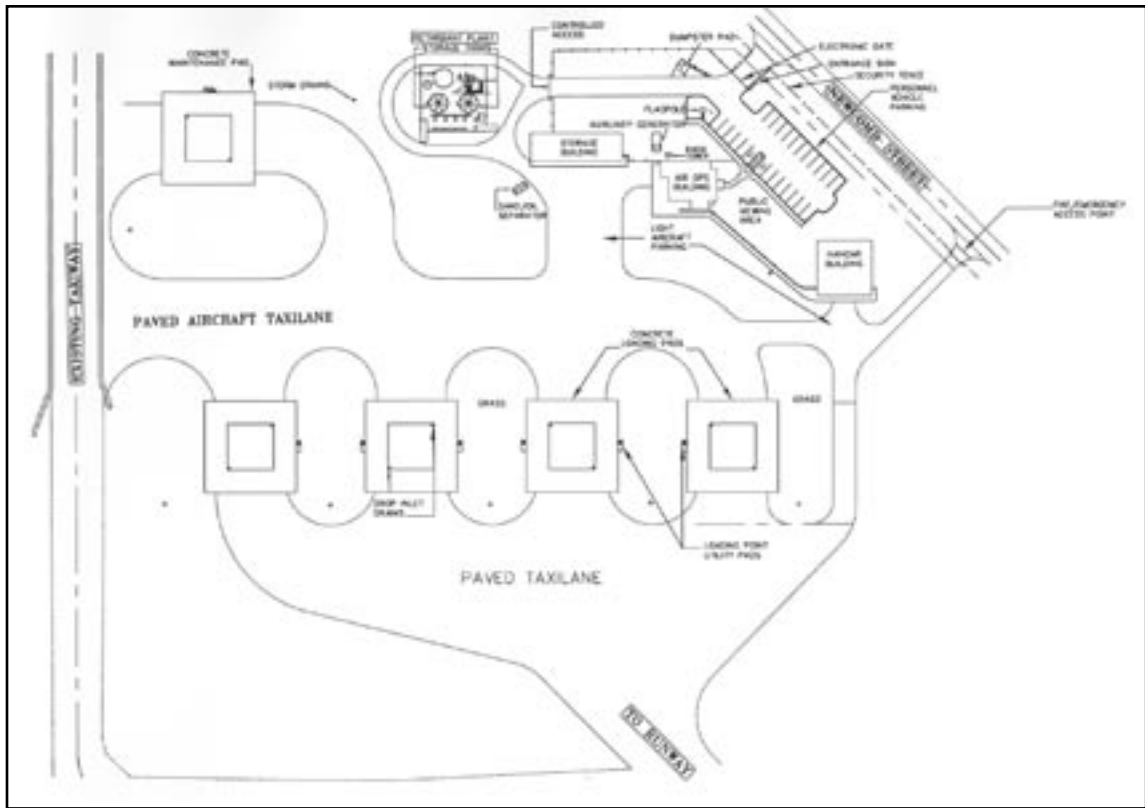 CONCRETE
MAINTENANCE PAD
STORM DRAINS
RETARDANT PLANT/
STORAGE TANKS
CONTROLLED
ACCESS
DUMPSTER PAD
ELECTRONIC GATE
ENTRANCE SIGN
SECURITY FENCE
PERSONNEL
VEHICLE
PARKING
NEWCOMB STREET
FLAGPOLE
AUXILIARY GENERATOR
STORAGE
BUILDING
AIR OPS
BUILDING
PUBLIC
VIEWING
AREA
SAND/OIL
SEPARATOR
LIGHT
AIRCRAFT
PARKING
HANGAR
BUILDING
FIRE/EMERGENCY
ACCESS POINT
EXISTING TAXIWAY
PAVED AIRCRAFT TAXILANE
CONCRETE
LOADING PADS
GRASS
GRASS
DROP INLET
DRAINS
LOADING POINT
UTILITY PADS
PAVED TAXILANE
TO RUNWAY